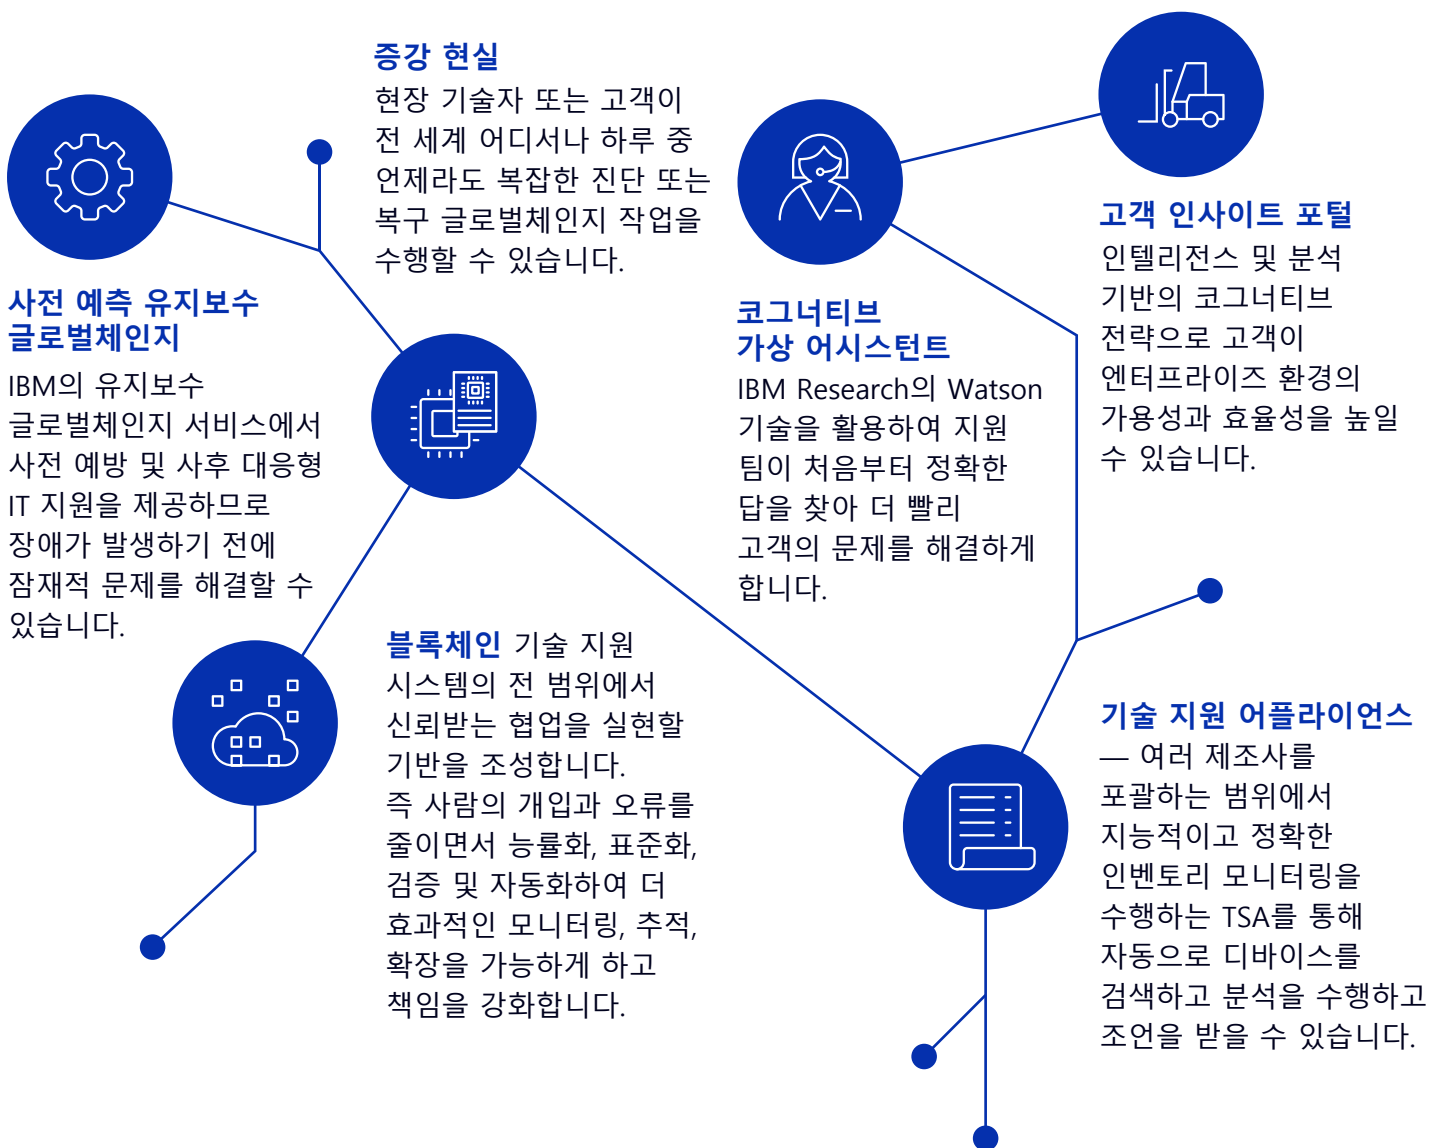 증강 현실
현장 기술자 또는 고객이
전 세계 어디서나 하루 중
언제라도 복잡한 진단 또는
복구 글로벌체인지 작업을
수행할 수 있습니다.
사전 예측 유지보수
글로벌체인지
IBM의 유지보수
글로벌체인지 서비스에서
사전 예방 및 사후 대응형
IT 지원을 제공하므로
장애가 발생하기 전에
잠재적 문제를 해결할 수
있습니다.
블록체인 기술 지원
시스템의 전 범위에서
신뢰받는 협업을 실현할
기반을 조성합니다.
즉 사람의 개입과 오류를
줄이면서 능률화, 표준화,
검증 및 자동화하여 더
효과적인 모니터링, 추적,
확장을 가능하게 하고
책임을 강화합니다.
코그너티브
가상 어시스턴트
IBM Research의 Watson
기술을 활용하여 지원
팀이 처음부터 정확한
답을 찾아 더 빨리
고객의 문제를 해결하게
합니다.
고객 인사이트 포털
인텔리전스 및 분석
기반의 코그너티브
전략으로 고객이
엔터프라이즈 환경의
가용성과 효율성을 높일
수 있습니다.
기술 지원 어플라이언스
— 여러 제조사를
포괄하는 범위에서
지능적이고 정확한
인벤토리 모니터링을
수행하는 TSA를 통해
자동으로 디바이스를
검색하고 분석을 수행하고
조언을 받을 수 있습니다.